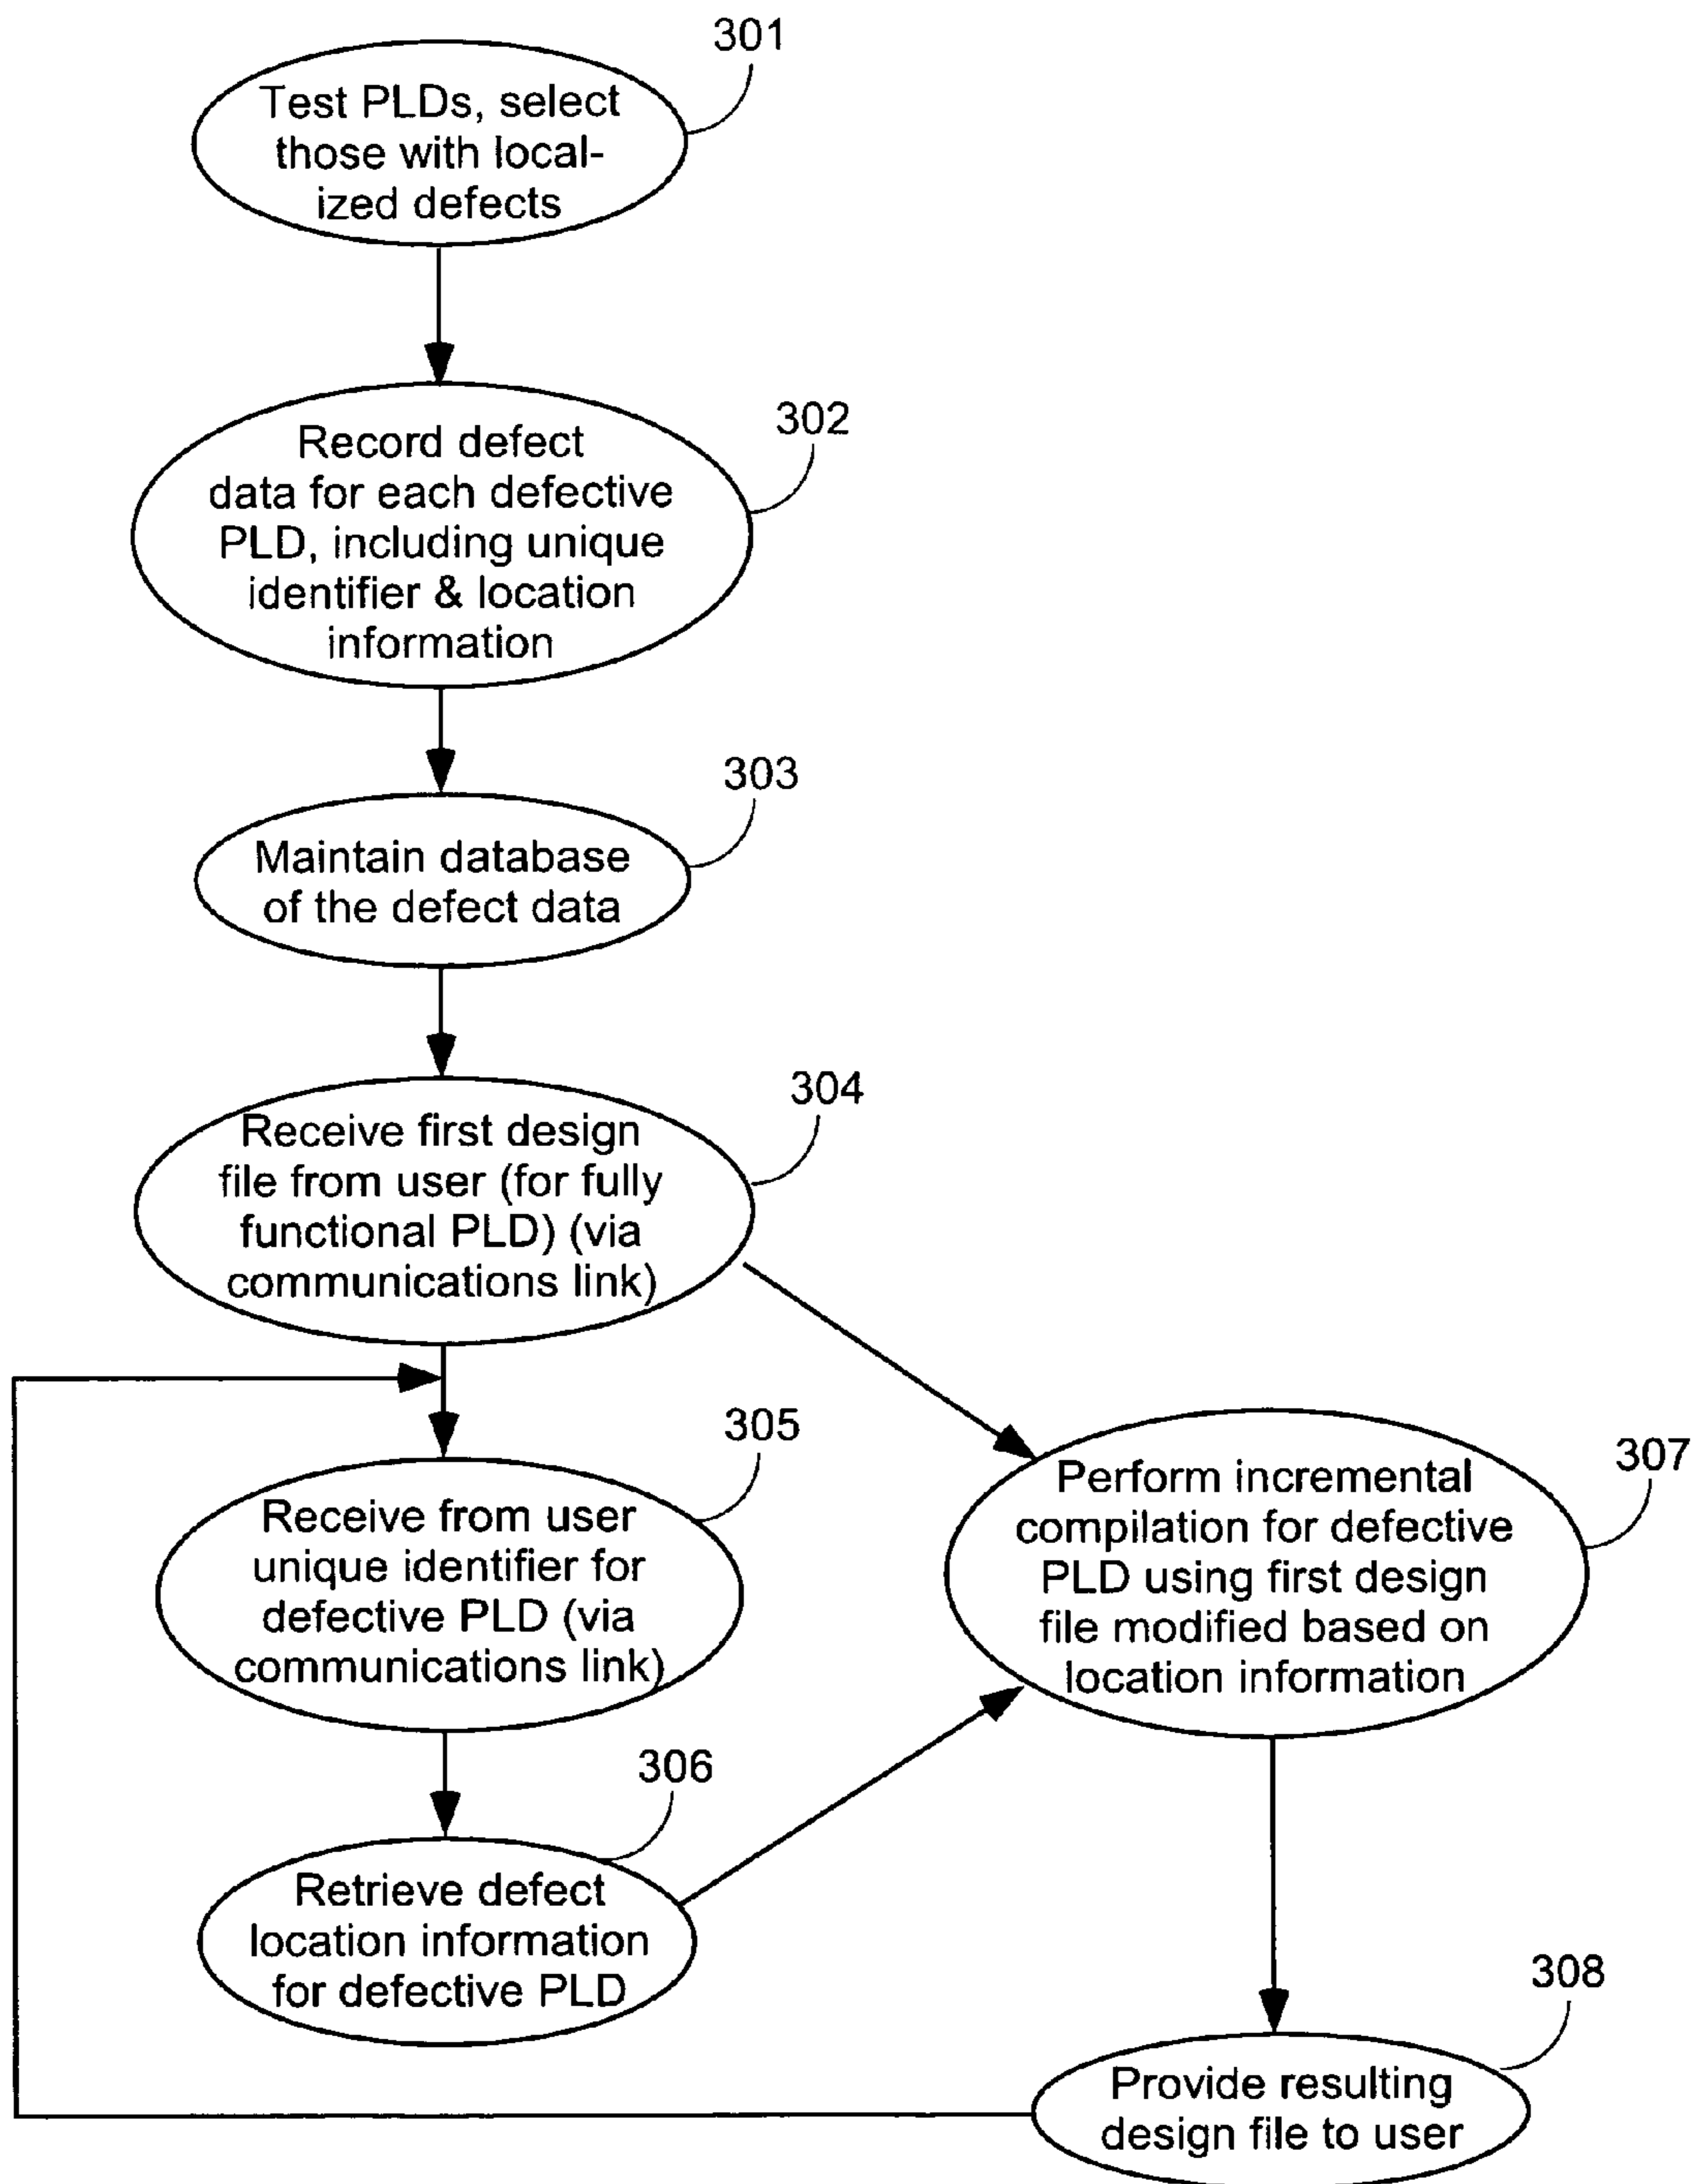 301
Test PLDs, select
those with local-
ized defects
302
Record defect
data for each defective
PLD, including unique
identifier & location
information
303
Maintain database
of the defect data
304
Receive first design
file from user (for fully
functional PLD) (via
communications link)
305
Receive from user
unique identifier for
defective PLD (via
communications link)
307
Perform incremental
compilation for defective
PLD using first design
file modified based on
location information
306
Retrieve defect
location information
for defective PLD
308
Provide resulting
design file to user